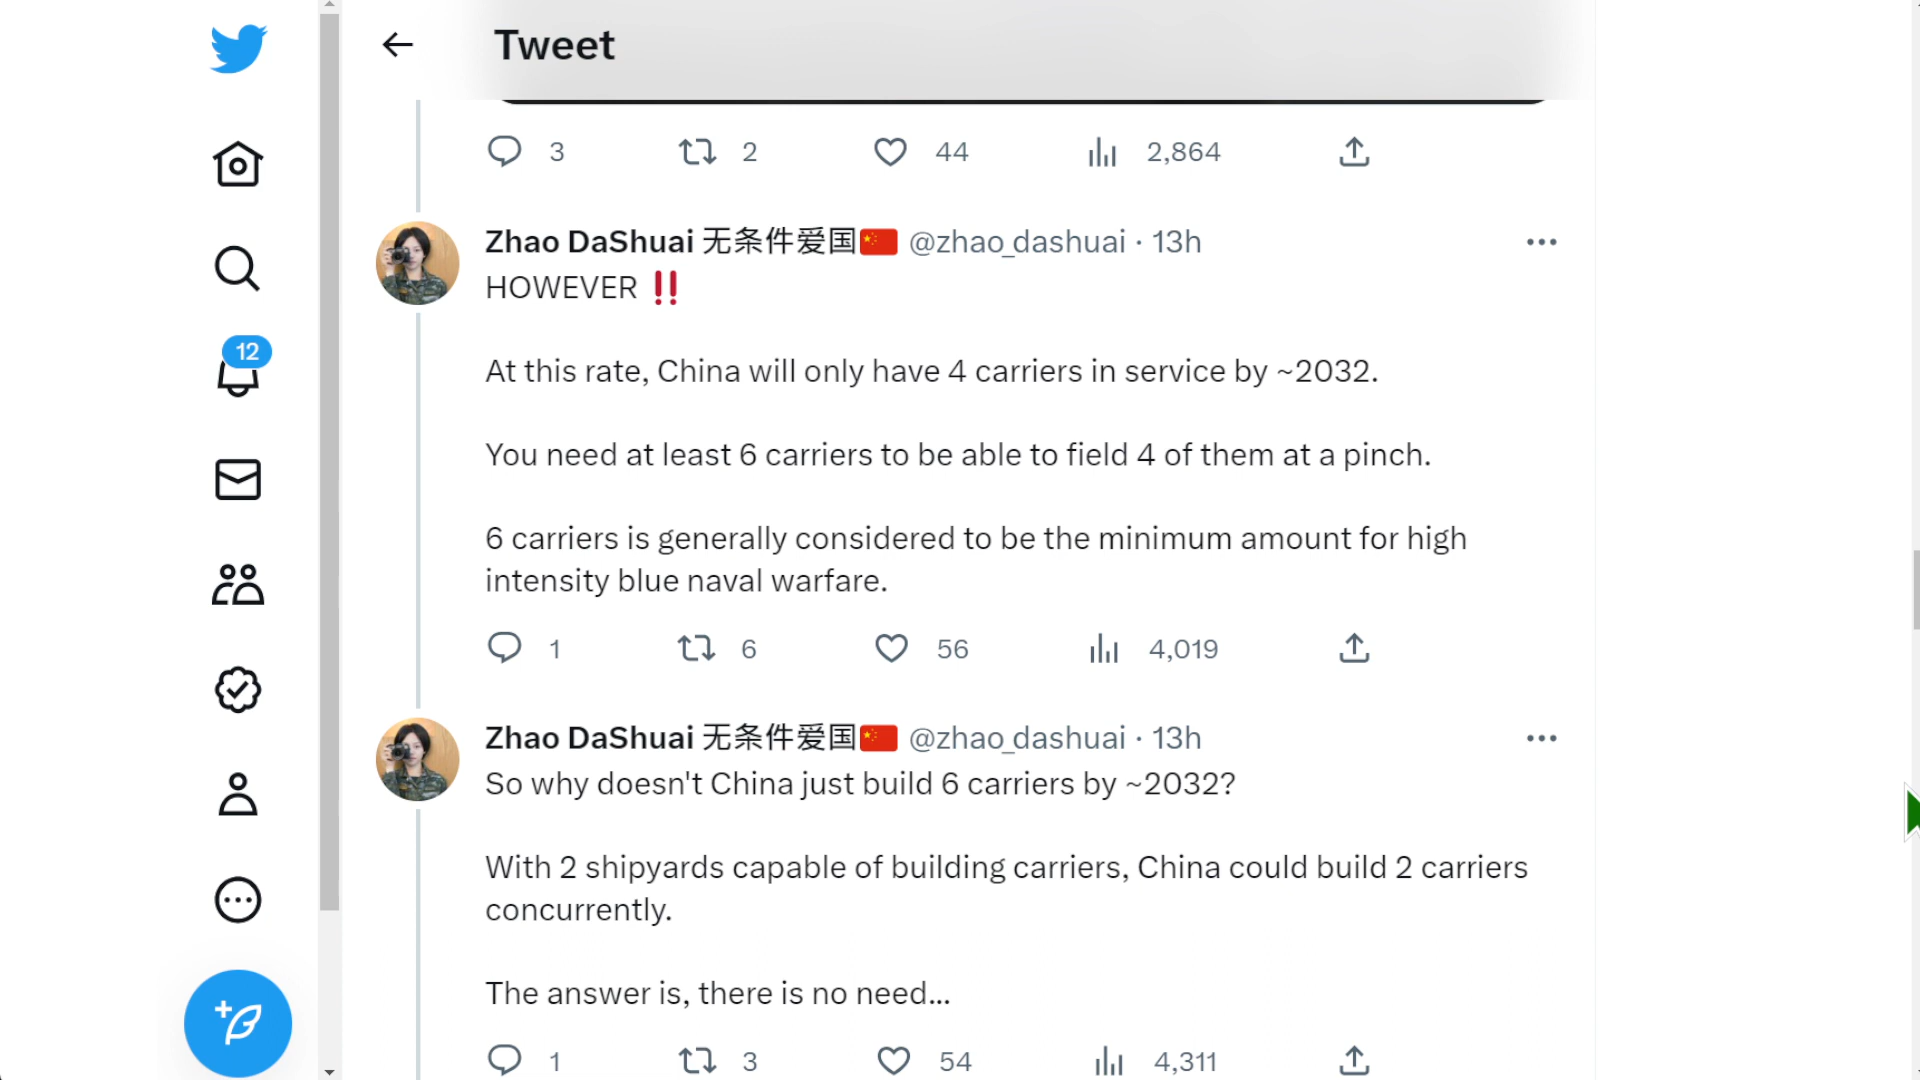 Tweet
3 2 44 2,864
Zhao DaShuai 无条件爱国🇨🇳 @zhao_dashuai · 13h
HOWEVER ‼️
At this rate, China will only have 4 carriers in service by ~2032.
You need at least 6 carriers to be able to field 4 of them at a pinch.
6 carriers is generally considered to be the minimum amount for high
intensity blue naval warfare.
1 6 56 4,019
12
Zhao DaShuai 无条件爱国🇨🇳 @zhao_dashuai · 13h
So why doesn't China just build 6 carriers by ~2032?
With 2 shipyards capable of building carriers, China could build 2 carriers
concurrently.
The answer is, there is no need...
1 3 54 4,311